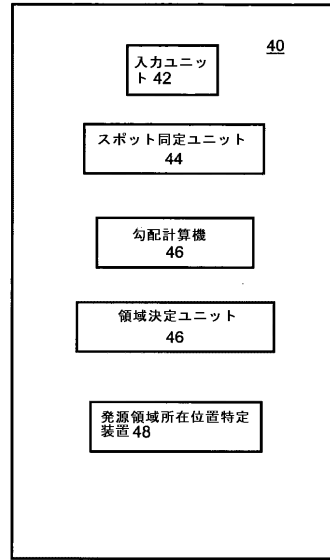 40
入力ユニッ
ト 42
スポット同定ユニット
44
勾配計算機
46
領域決定ユニット
46
発源領域所在位置特定
装置 48